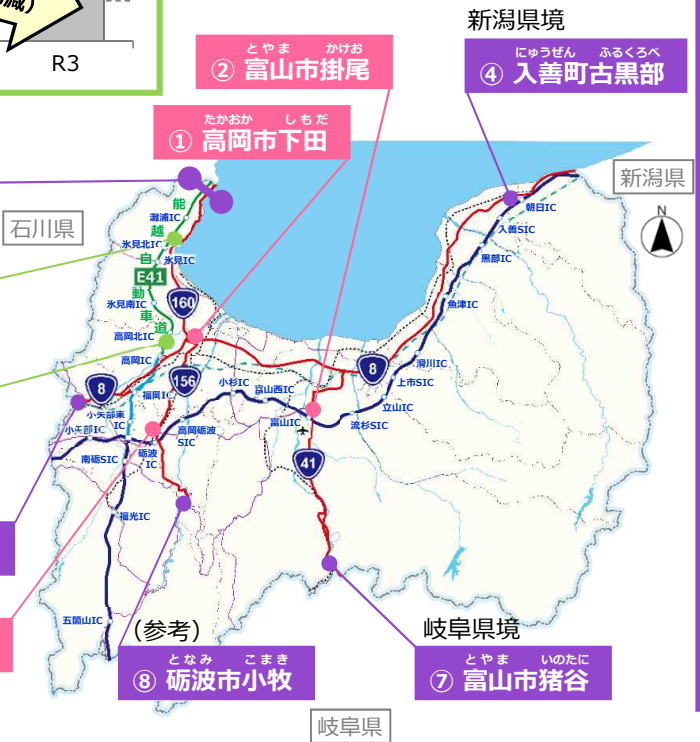 減)
R3
新潟県境
とやま かけお
② 富山市掛尾
にゅうぜん ふるくろべ
④ 入善町古黒部
たかおか しもだ
① 高岡市下田
新潟県
石川県
N
能越自動車道
灘浦IC
氷見北IC
氷見IC
E41
氷見南IC
160
高岡北IC
高岡IC
朝日IC
入善SIC
黒部IC
魚津IC
8
滑川IC
上市SIC
立山IC
流杉SIC
8
156
福岡IC
小杉IC
富山西IC
富山IC
小矢部東IC
小矢部IC
高岡砺波SIC
砺波IC
南砺SIC
41
福光IC
五箇山IC
(参考)
となみ こまき
⑧ 砺波市小牧
岐阜県境
とやま いのたに
⑦ 富山市猪谷
岐阜県